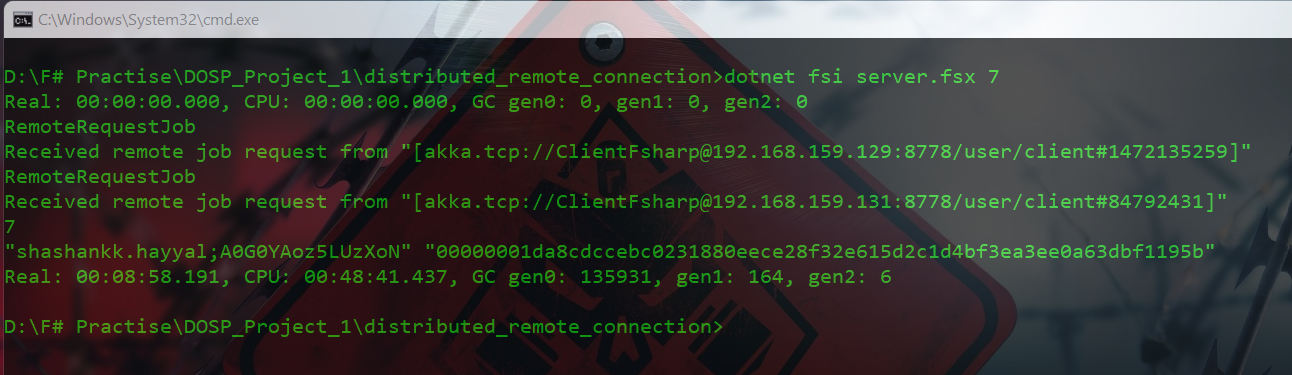 C:\Windows\System32\cmd.exe
D:\F# Practise\DOSP_Project_1\distributed_remote_connection>dotnet fsi server.fsx 7
Real: 00:00:00.000, CPU: 00:00:00.000, GC gen0: 0, gen1: 0, gen2: 0
RemoteRequestJob
Received remote job request from "[akka.tcp://ClientFsharp@192.168.159.129:8778/user/client#1472135259]"
RemoteRequestJob
Received remote job request from "[akka.tcp://ClientFsharp@192.168.159.131:8778/user/client#84792431]"
7
"shashankk.hayyal;A0G0YAoz5LUzXoN" "00000001da8cdccebc0231880eece28f32e615d2c1d4bf3ea3ee0a63dbf1195b"
Real: 00:08:58.191, CPU: 00:48:41.437, GC gen0: 135931, gen1: 164, gen2: 6
D:\F# Practise\DOSP_Project_1\distributed_remote_connection>